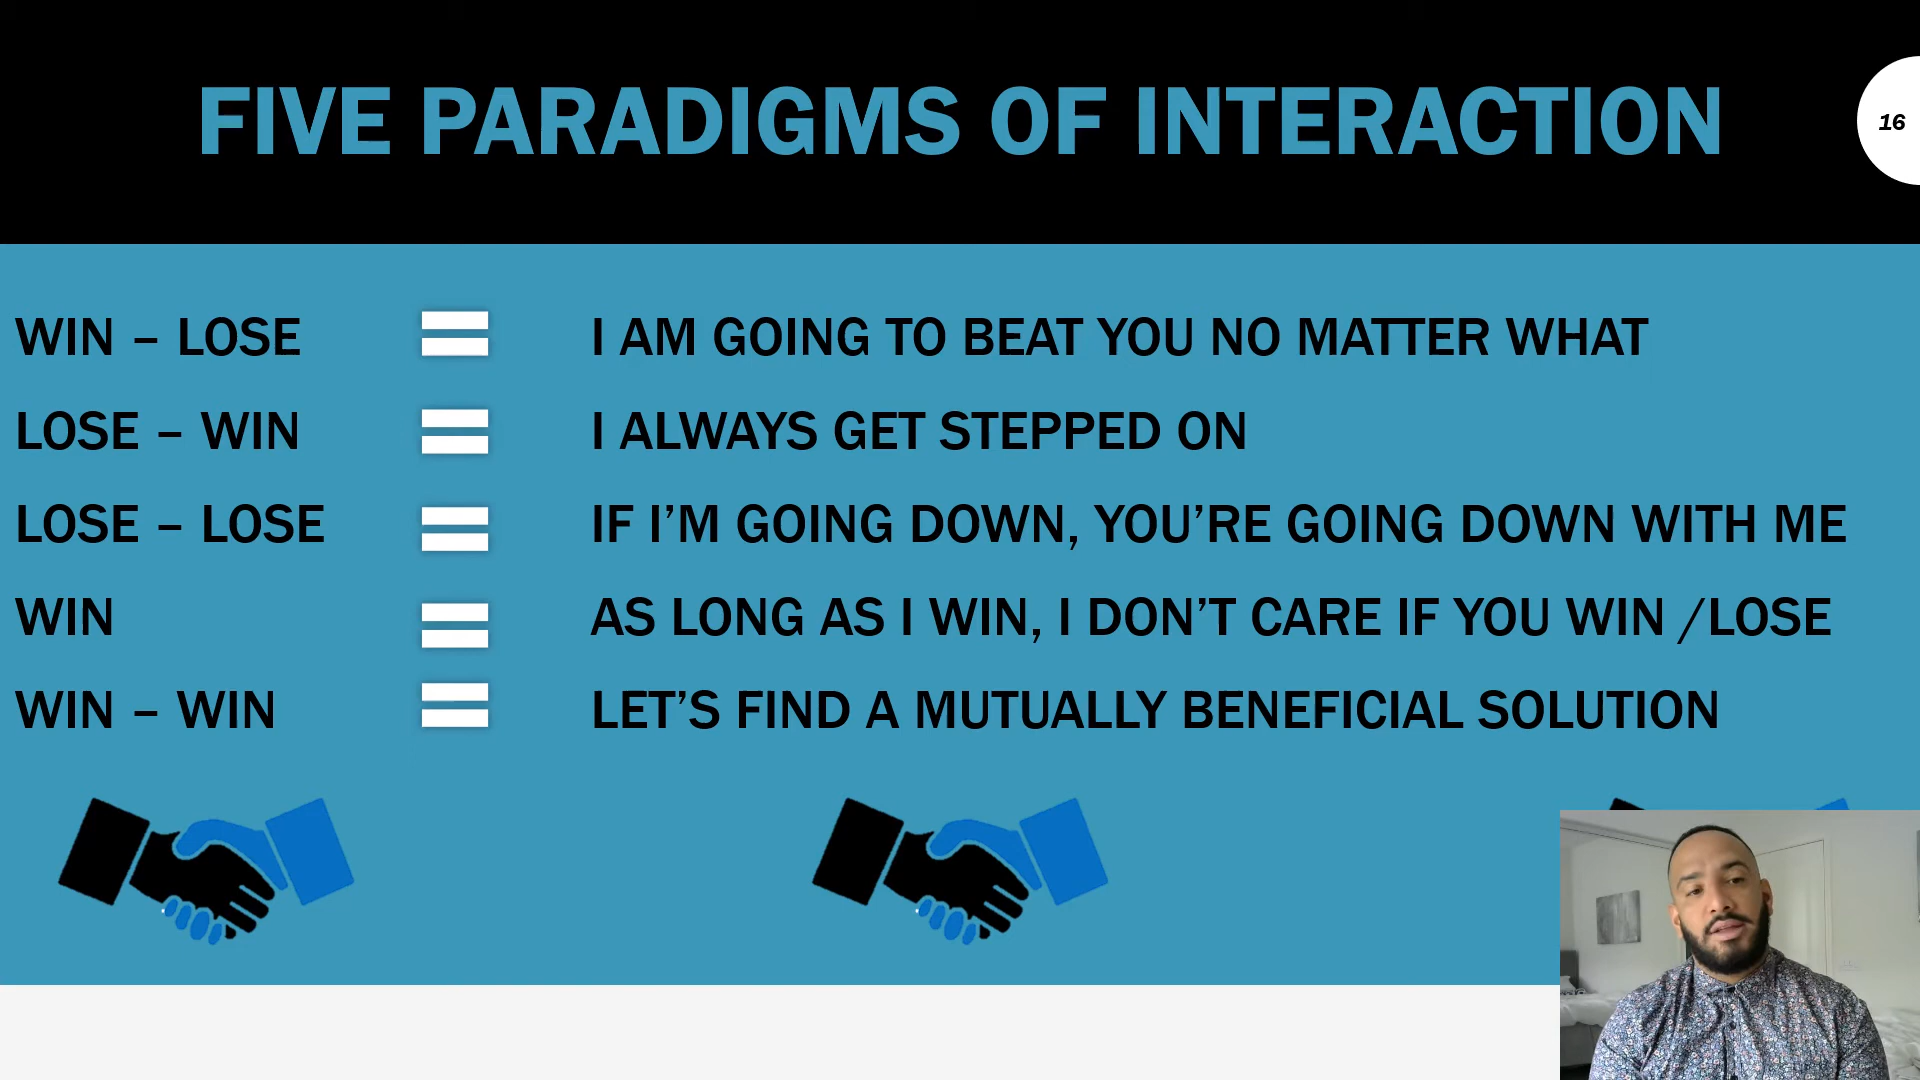 FIVE PARADIGMS OF INTERACTION
16
WIN – LOSE = I AM GOING TO BEAT YOU NO MATTER WHAT
LOSE – WIN = I ALWAYS GET STEPPED ON
LOSE – LOSE = IF I’M GOING DOWN, YOU’RE GOING DOWN WITH ME
WIN = AS LONG AS I WIN, I DON’T CARE IF YOU WIN /LOSE
WIN – WIN = LET’S FIND A MUTUALLY BENEFICIAL SOLUTION